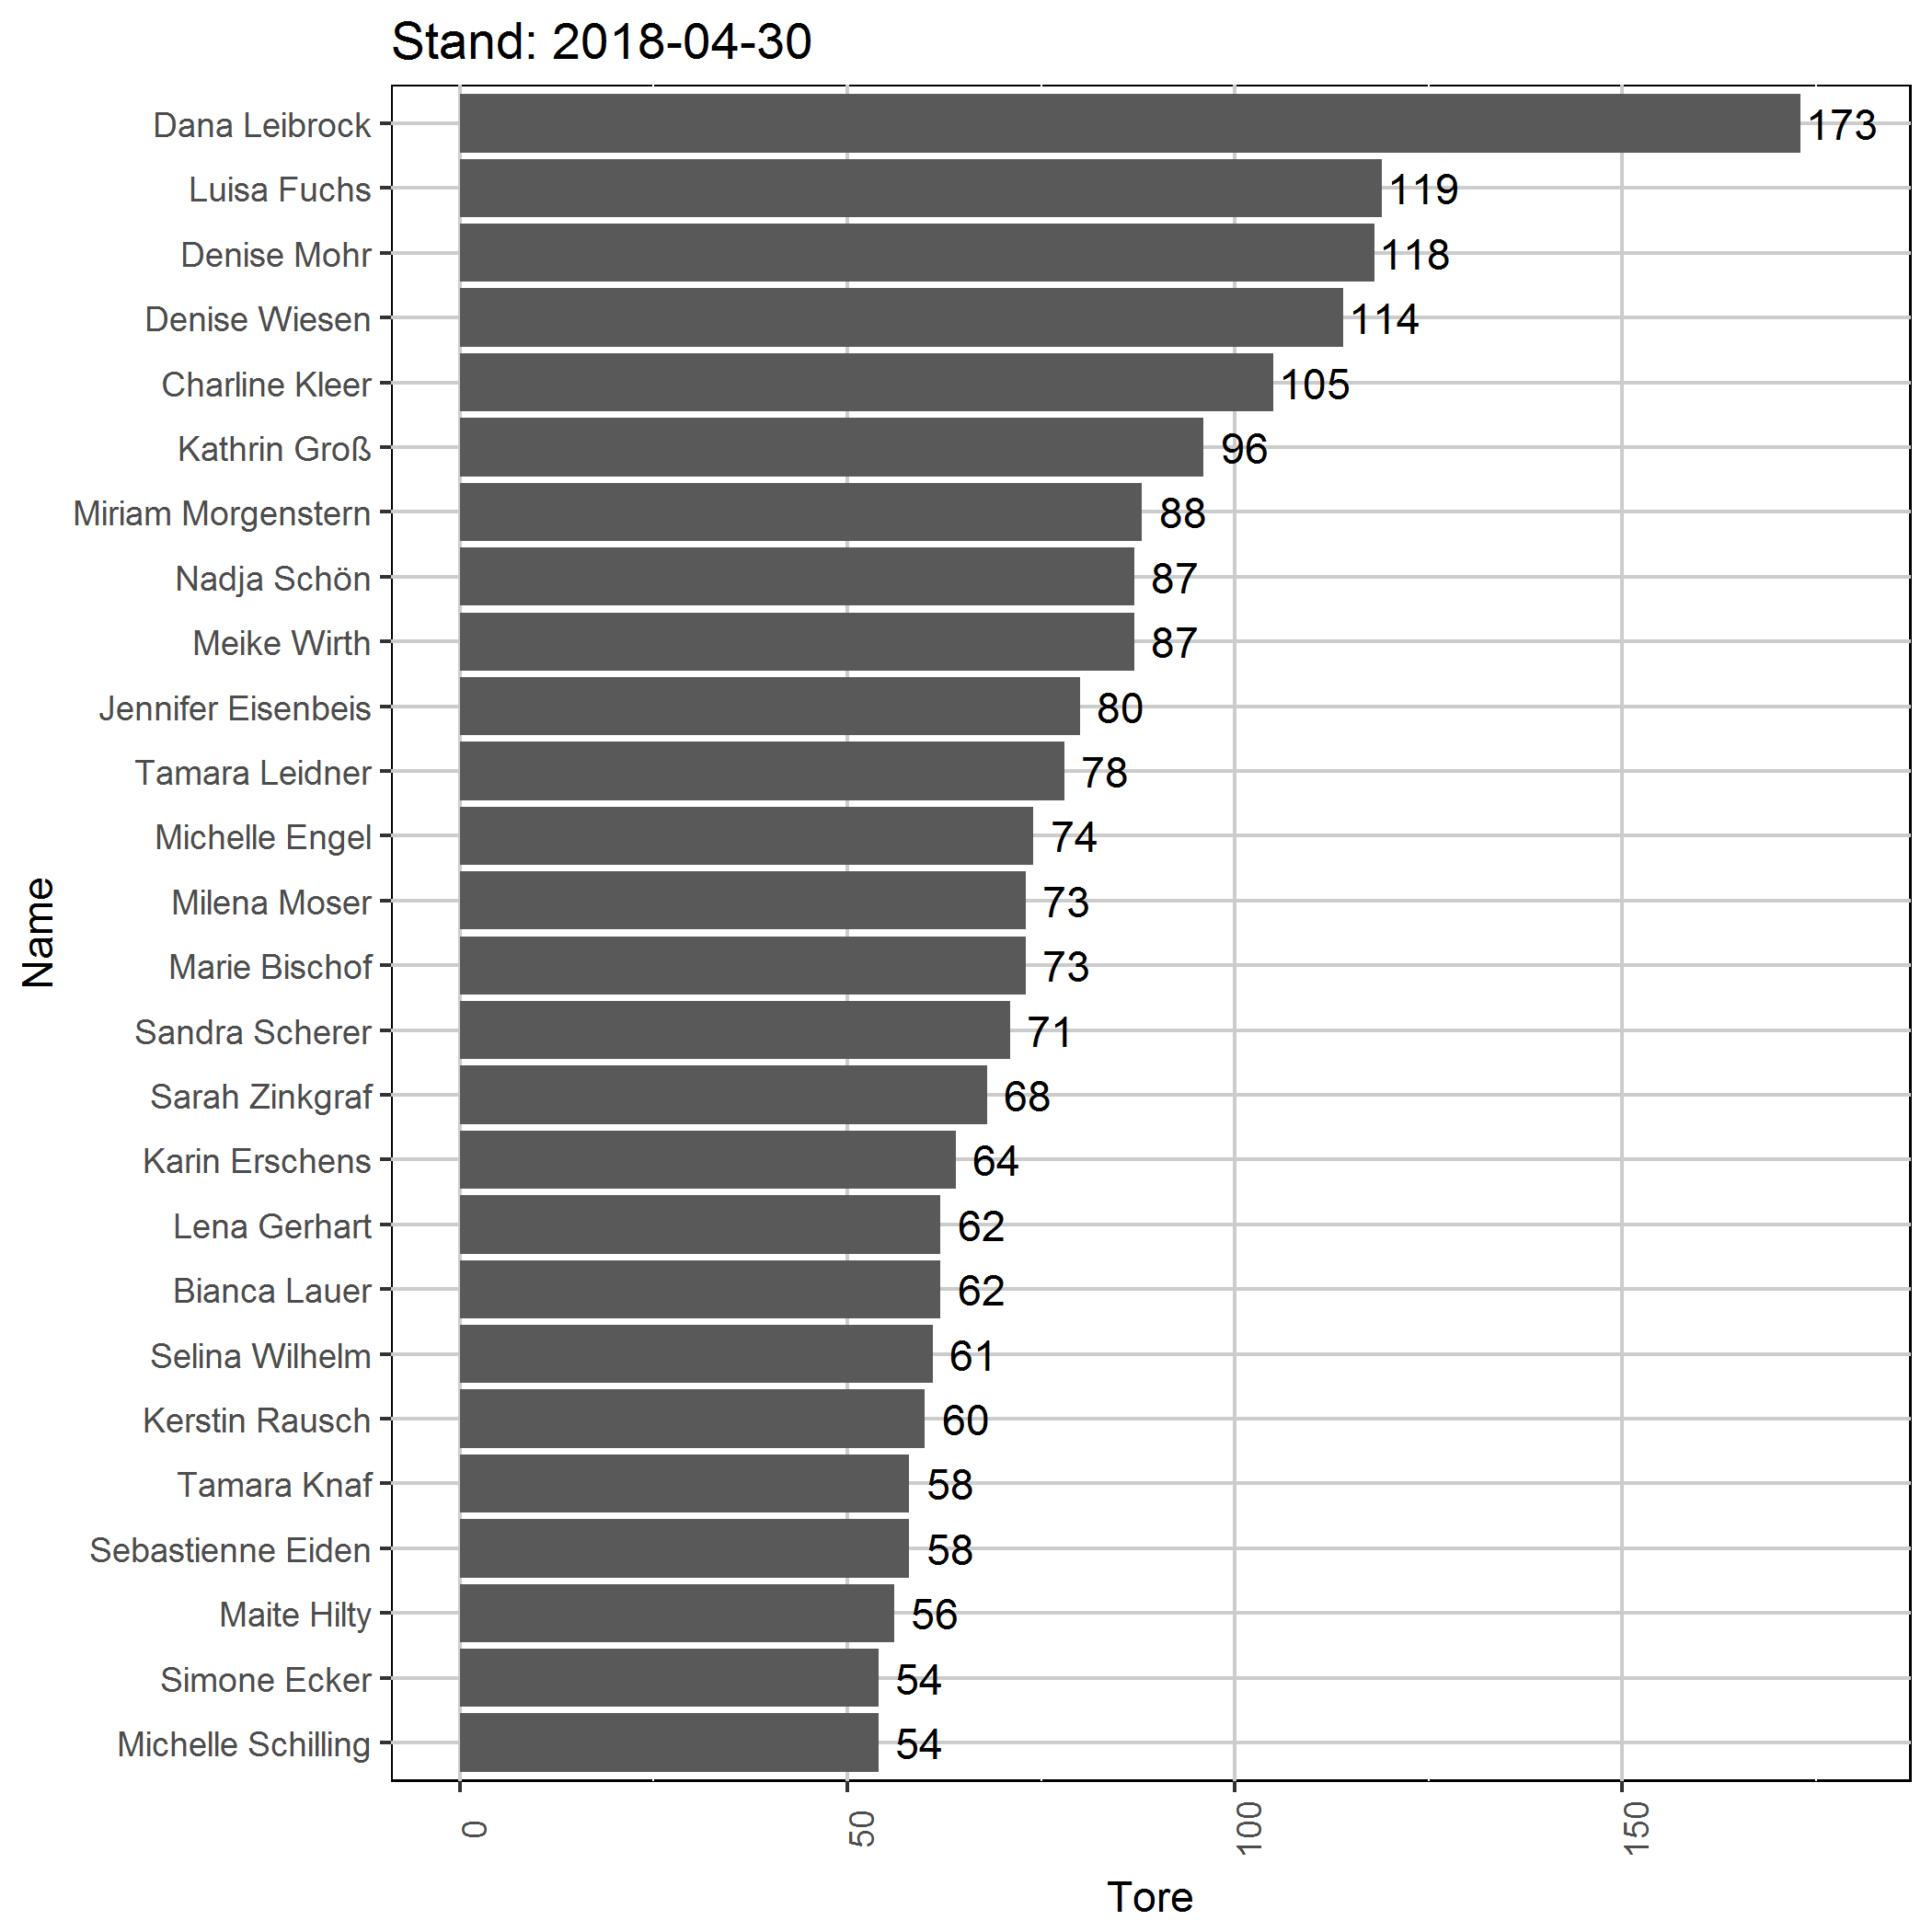 Stand: 2018-04-30
Dana Leibrock 173
Luisa Fuchs 119
Denise Mohr 118
Denise Wiesen 114
Charline Kleer 105
Kathrin Groß 96
Miriam Morgenstern 88
Nadja Schön 87
Meike Wirth 87
Jennifer Eisenbeis 80
Tamara Leidner 78
Michelle Engel 74
Milena Moser 73
Marie Bischof 73
Sandra Scherer 71
Sarah Zinkgraf 68
Karin Erschens 64
Lena Gerhart 62
Bianca Lauer 62
Selina Wilhelm 61
Kerstin Rausch 60
Tamara Knaf 58
Sebastienne Eiden 58
Maite Hilty 56
Simone Ecker 54
Michelle Schilling 54
Name
0 50 100 150
Tore